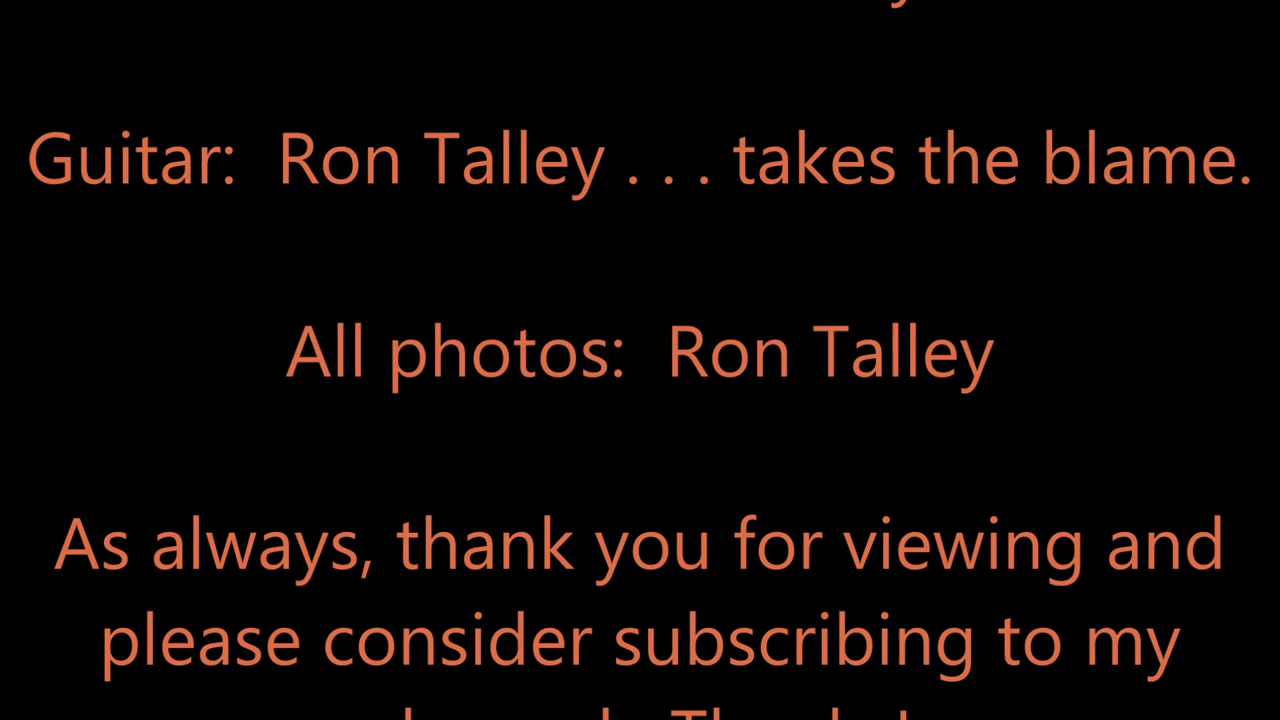 Guitar:  Ron Talley . . . takes the blame.
All photos:  Ron Talley
As always, thank you for viewing and
please consider subscribing to my